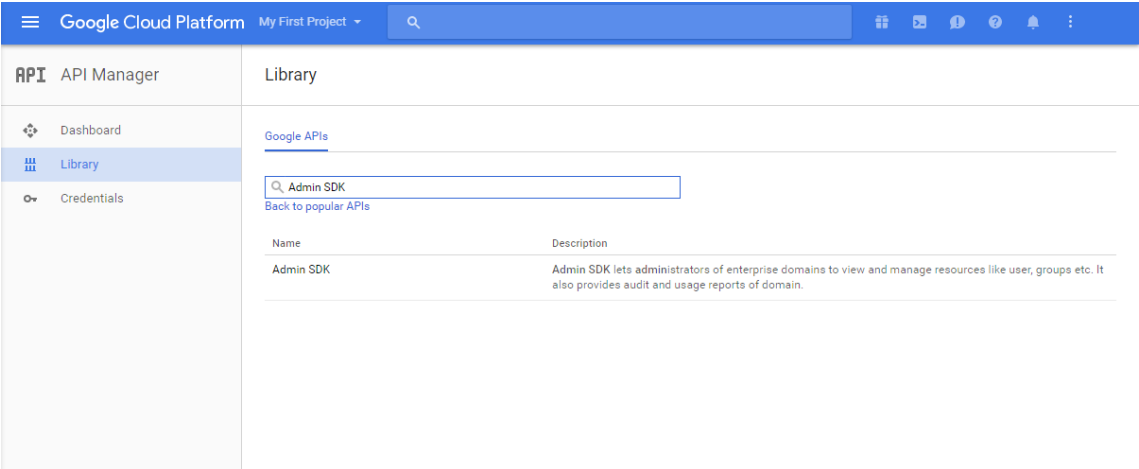 Google Cloud Platform My First Project
API API Manager
Library
Dashboard
Library
Credentials
Google APIs
Admin SDK
Back to popular APIs
Name Description
Admin SDK Admin SDK lets administrators of enterprise domains to view and manage resources like user, groups etc. It
also provides audit and usage reports of domain.